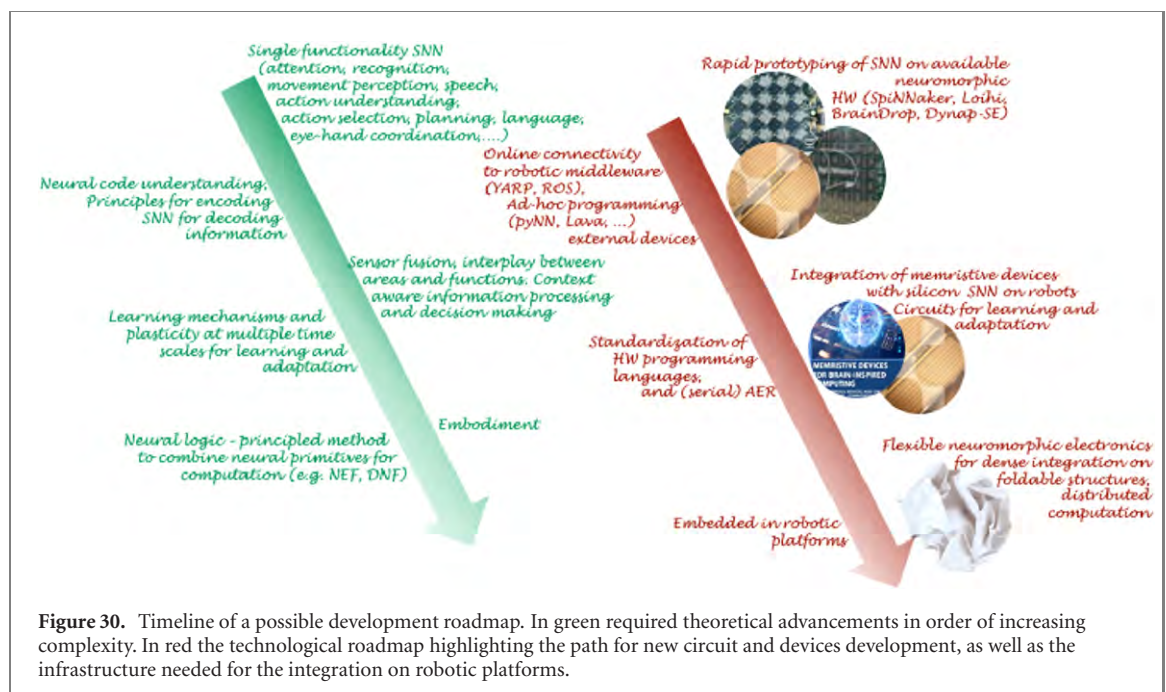 Single functionality SNN
(attention, recognition,
movement perception, speech,
action understanding,
action selection, planning, language,
eye-hand coordination,....)
Neural code understanding,
Principles for encoding
SNN for decoding
information
Sensor fusion, interplay between
areas and functions. Context
aware information processing
and decision making
Learning mechanisms and
plasticity at multiple time
scales for learning and
adaptation
Embodiment
Neural logic - principled method
to combine neural primitives for
computation (e.g. NEF, DNF)
Rapid prototyping of SNN on available
neuromorphic
HW (SpiNNaker, Loihi,
BrainDrop, Dynap-SE)
Online connectivity
to robotic middleware
(YARP, ROS),
Ad-hoc programming
(pyNN, Lava, ...)
external devices
Integration of memristive devices
with silicon SNN on robots
Circuits for learning and
adaptation
MEMRISTIVE DEVICES
FOR BRAIN-INSPIRED
COMPUTING
Standardization of
HW programming
languages,
and (serial) AER
Flexible neuromorphic electronics
for dense integration on
foldable structures,
distributed
computation
Embedded in robotic
platforms
Figure 30. Timeline of a possible development roadmap. In green required theoretical advancements in order of increasing
complexity. In red the technological roadmap highlighting the path for new circuit and devices development, as well as the
infrastructure needed for the integration on robotic platforms.